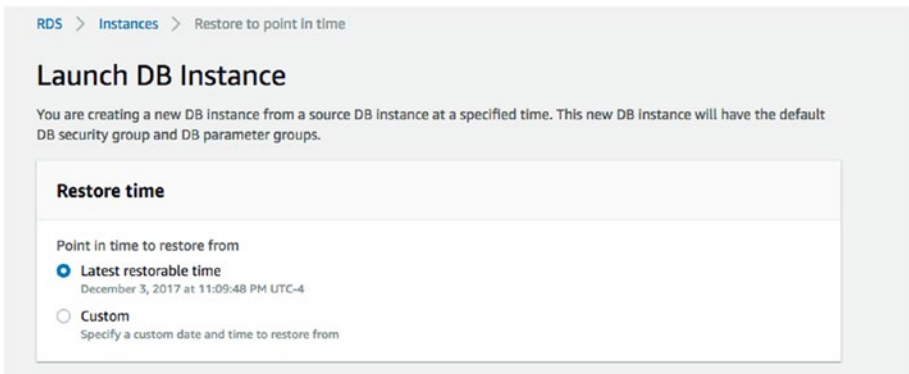 RDS > Instances > Restore to point in time
Launch DB Instance
You are creating a new DB instance from a source DB instance at a specified time. This new DB instance will have the default
DB security group and DB parameter groups.
Restore time
Point in time to restore from
Latest restorable time
December 3, 2017 at 11:09:48 PM UTC-4
Custom
Specify a custom date and time to restore from